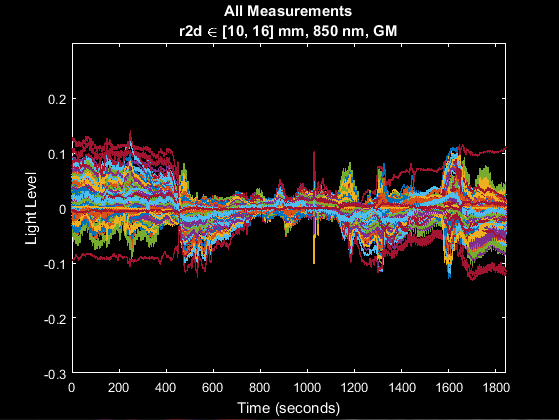 All Measurements
r2d ∈ [10, 16] mm, 850 nm, GM
Light Level
0.2
0.1
0
-0.1
-0.2
-0.3
0 200 400 600 800 1000 1200 1400 1600 1800
Time (seconds)